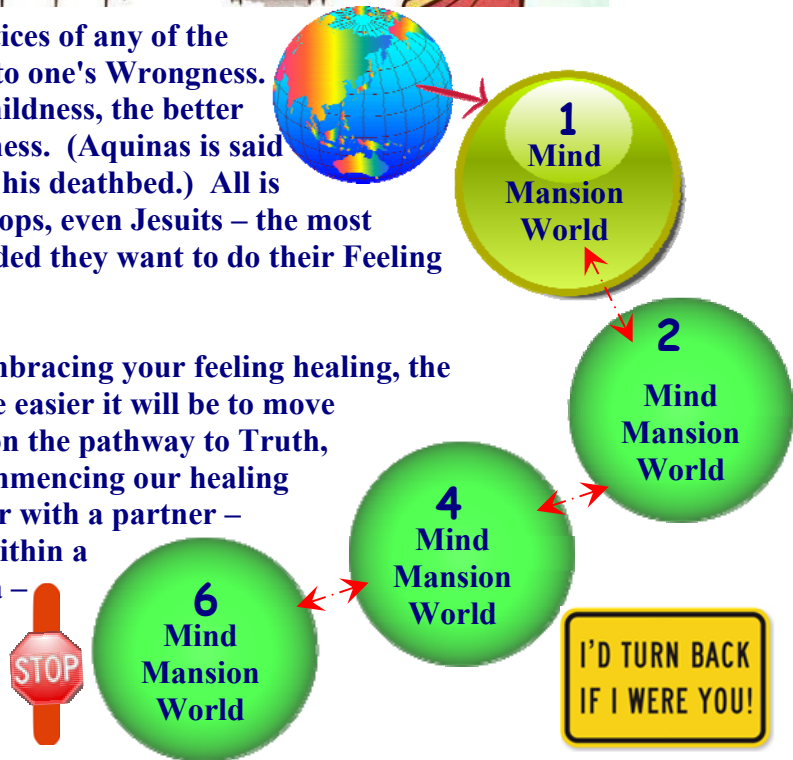 tices of any of the
to one's Wrongness.
ildness, the better
ness. (Aquinas is said
his deathbed.) All is
ops, even Jesuits – the most
ded they want to do their Feeling
mbracing your feeling healing, the
e easier it will be to move
on the pathway to Truth,
mmencing our healing
r with a partner –
ithin a
–
1
Mind
Mansion
World
2
Mind
Mansion
World
4
Mind
Mansion
World
6
Mind
Mansion
World
STOP
I'D TURN BACK
IF I WERE YOU!